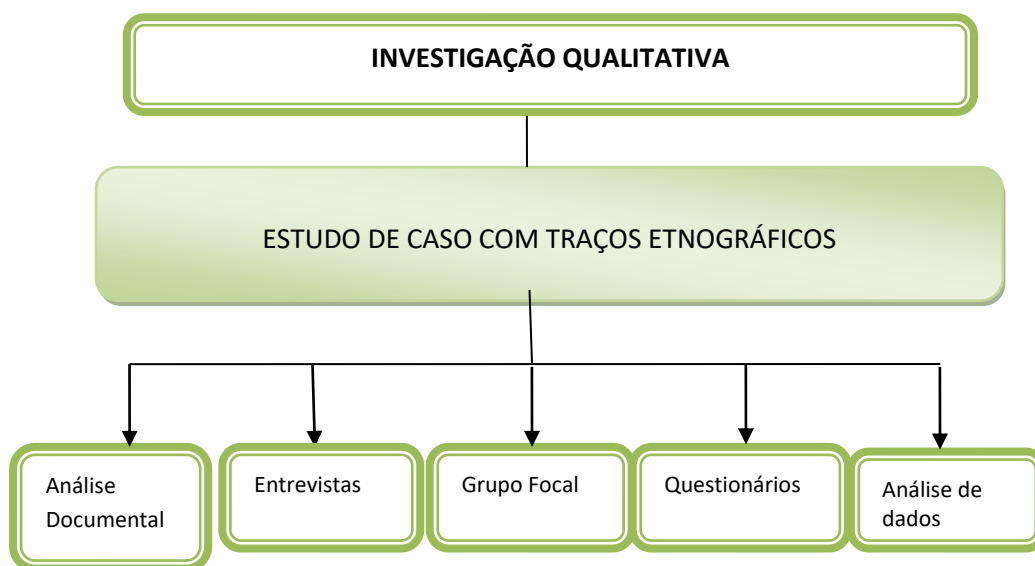 INVESTIGAÇÃO QUALITATIVA
ESTUDO DE CASO COM TRAÇOS ETNOGRÁFICOS
Análise
Documental
Entrevistas
Grupo Focal
Questionários
Análise de
dados